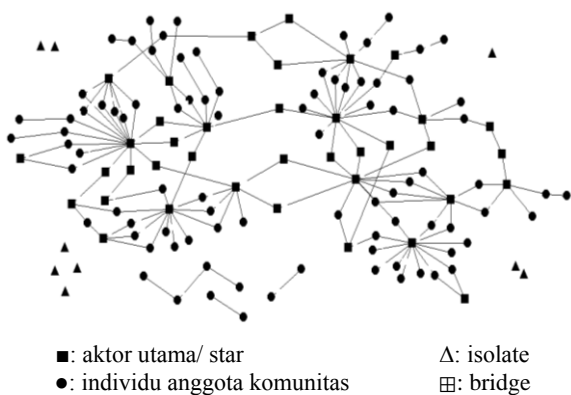 ■: aktor utama/ star
Δ: isolate
●: individu anggota komunitas
⊞: bridge